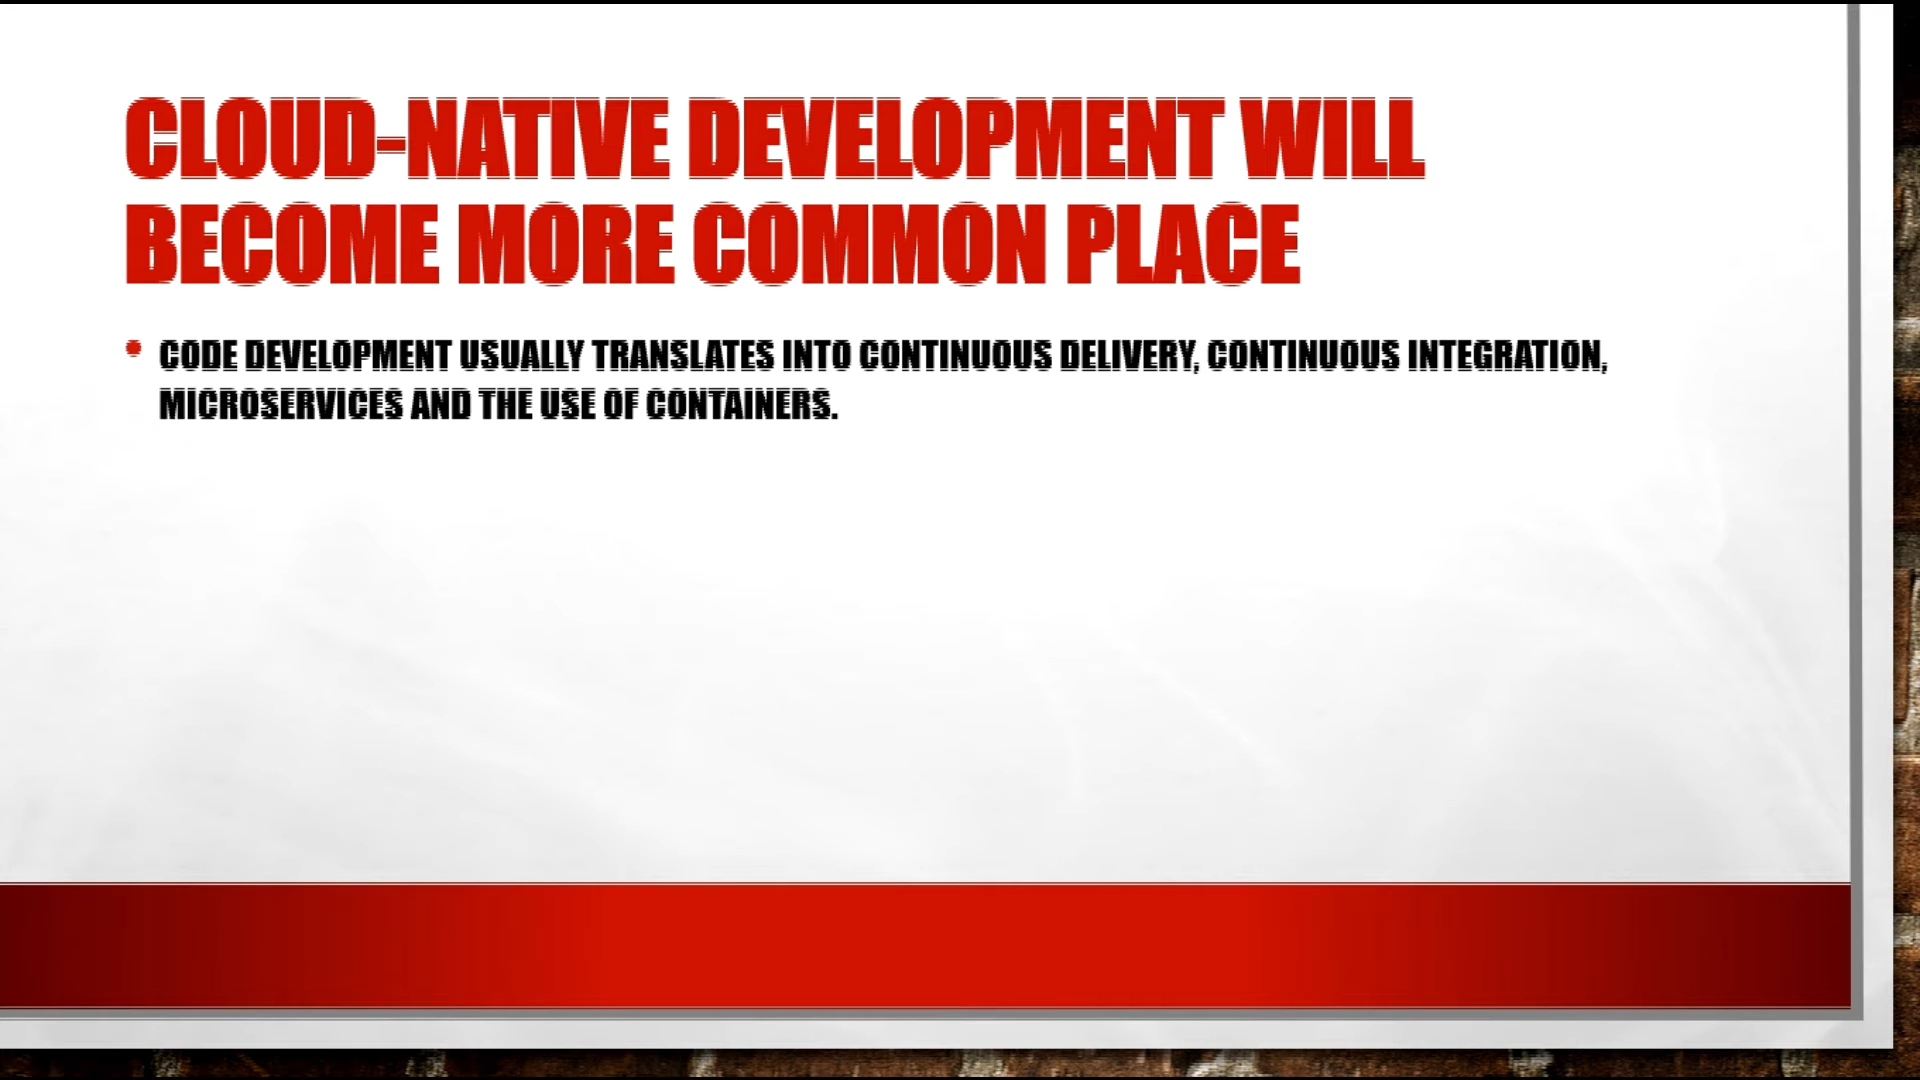 CLOUD-NATIVE DEVELOPMENT WILL
BECOME MORE COMMON PLACE
• CODE DEVELOPMENT USUALLY TRANSLATES INTO CONTINUOUS DELIVERY, CONTINUOUS INTEGRATION,
MICROSERVICES AND THE USE OF CONTAINERS.